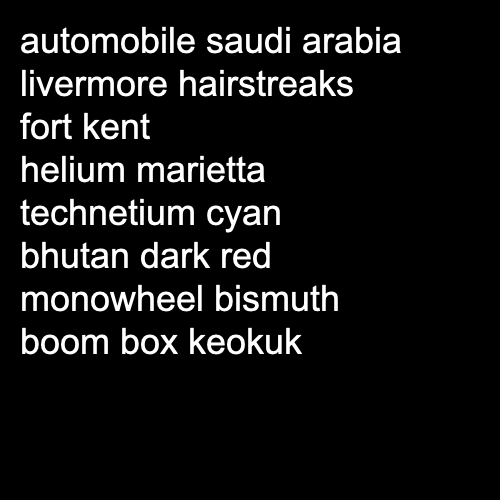 automobile saudi arabia
livermore hairstreaks
fort kent
helium marietta
technetium cyan
bhutan dark red
monowheel bismuth
boom box keokuk